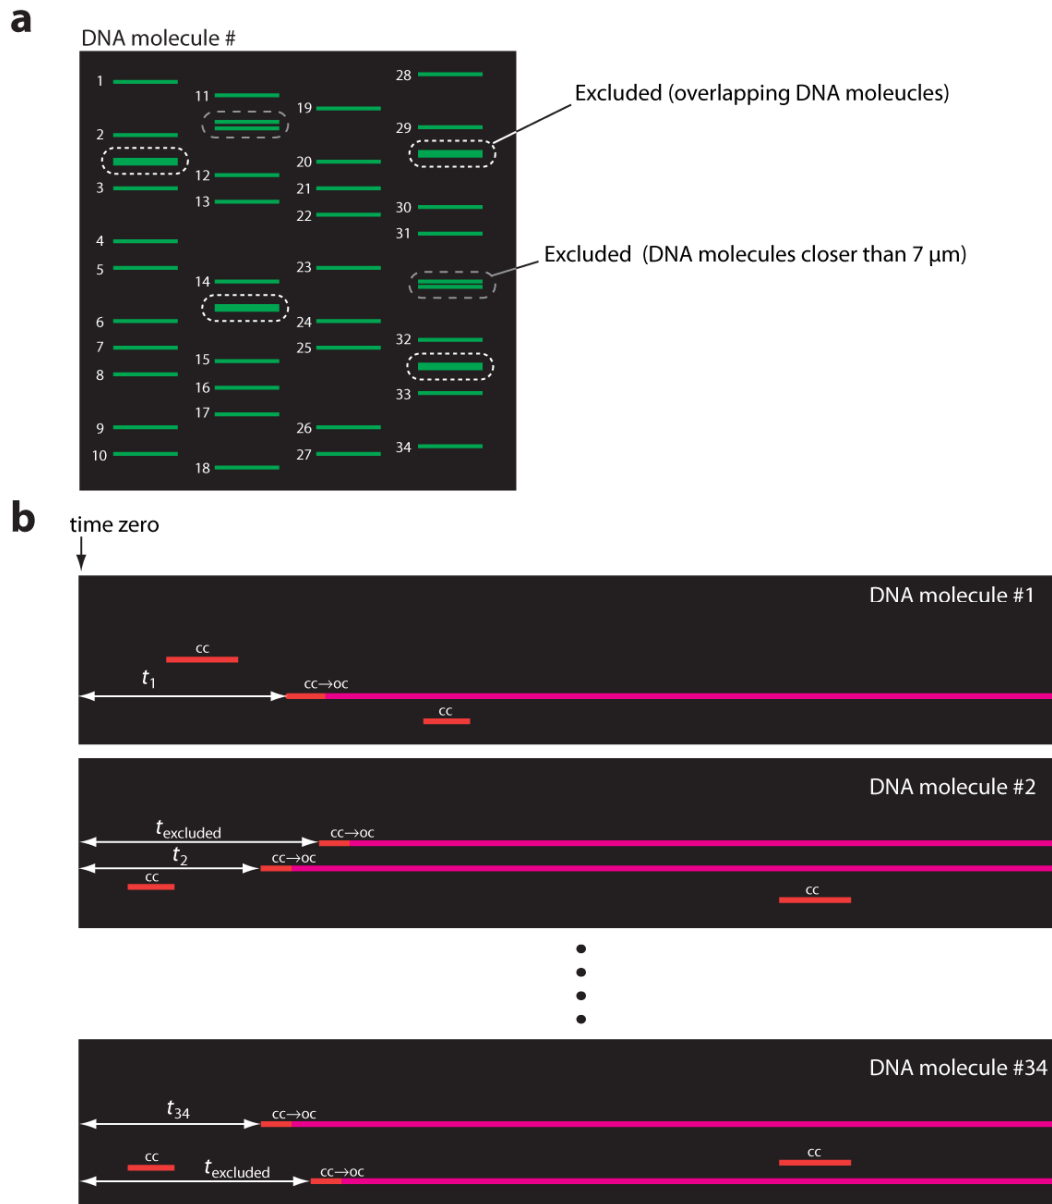 a
DNA molecule #
1
2
3
4
5
6
7
8
9
10
11
12
13
14
15
16
17
18
19
20
21
22
23
24
25
26
27
28
29
30
31
32
33
34
Excluded (overlapping DNA moleucles)
Excluded (DNA molecules closer than 7 µm)
b
time zero
DNA molecule #1
cc
t1
cc→oc
cc
DNA molecule #2
texcluded
cc→oc
t2
cc→oc
cc
cc
DNA molecule #34
t34
cc→oc
cc
cc
texcluded
cc→oc